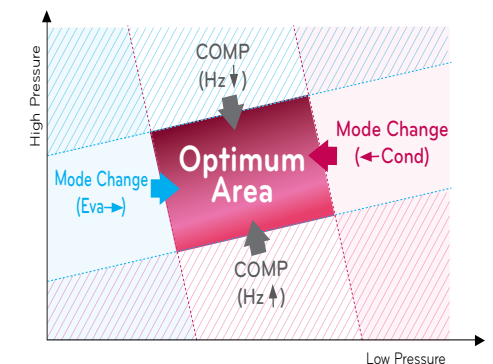 COMP
(Hz↓)
High Pressure
Mode Change
(←Cond)
Optimum
Area
Mode Change
(Eva→)
COMP
(Hz↑)
Low Pressure